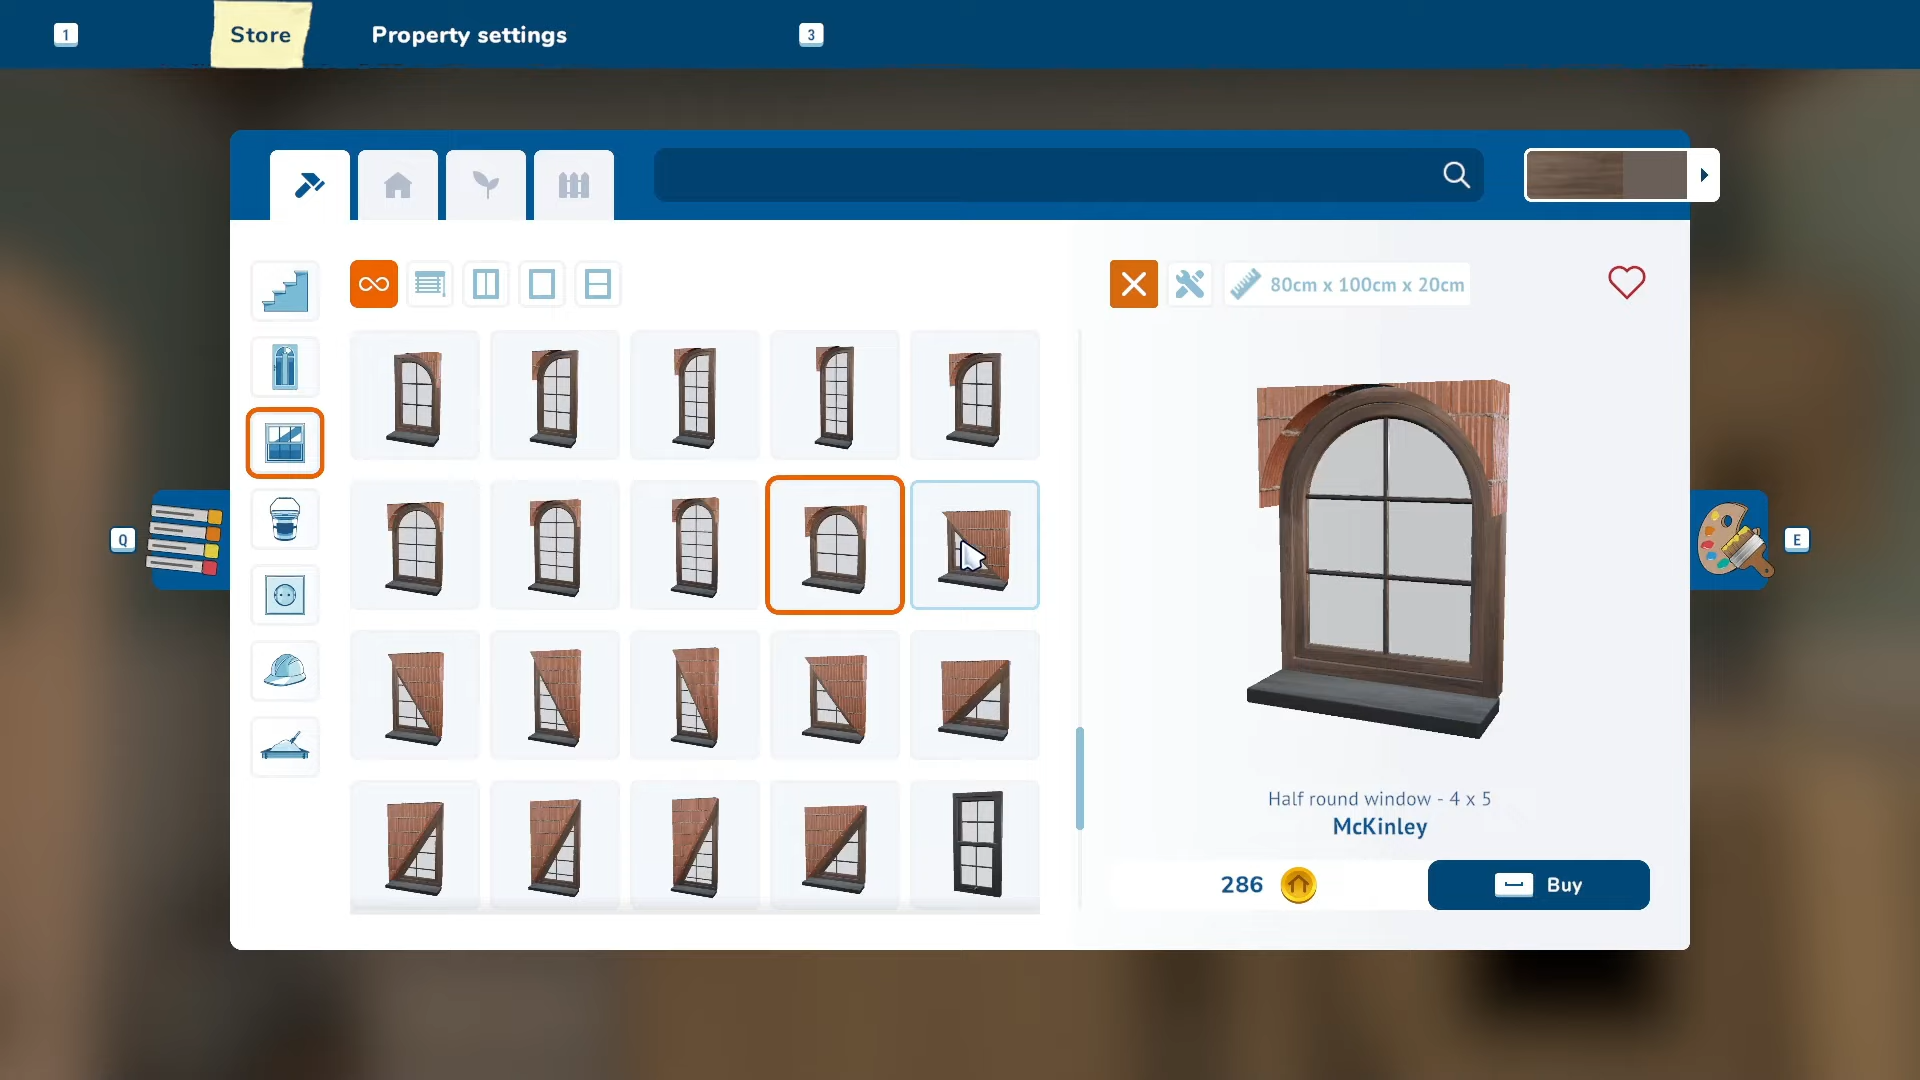 1
Store
Property settings
3
80cm x 100cm x 20cm
Q
E
Half round window - 4 x 5
McKinley
286
Buy